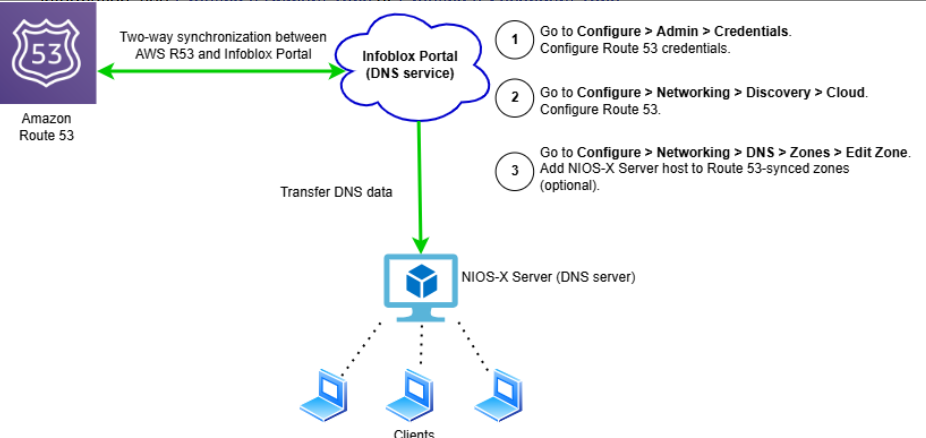 53
Amazon
Route 53
Two-way synchronization between
AWS R53 and Infoblox Portal
Infoblox Portal
(DNS service)
1
Go to Configure > Admin > Credentials.
Configure Route 53 credentials.
2
Go to Configure > Networking > Discovery > Cloud.
Configure Route 53.
3
Go to Configure > Networking > DNS > Zones > Edit Zone.
Add NIOS-X Server host to Route 53-synced zones
(optional).
Transfer DNS data
NIOS-X Server (DNS server)
Clients